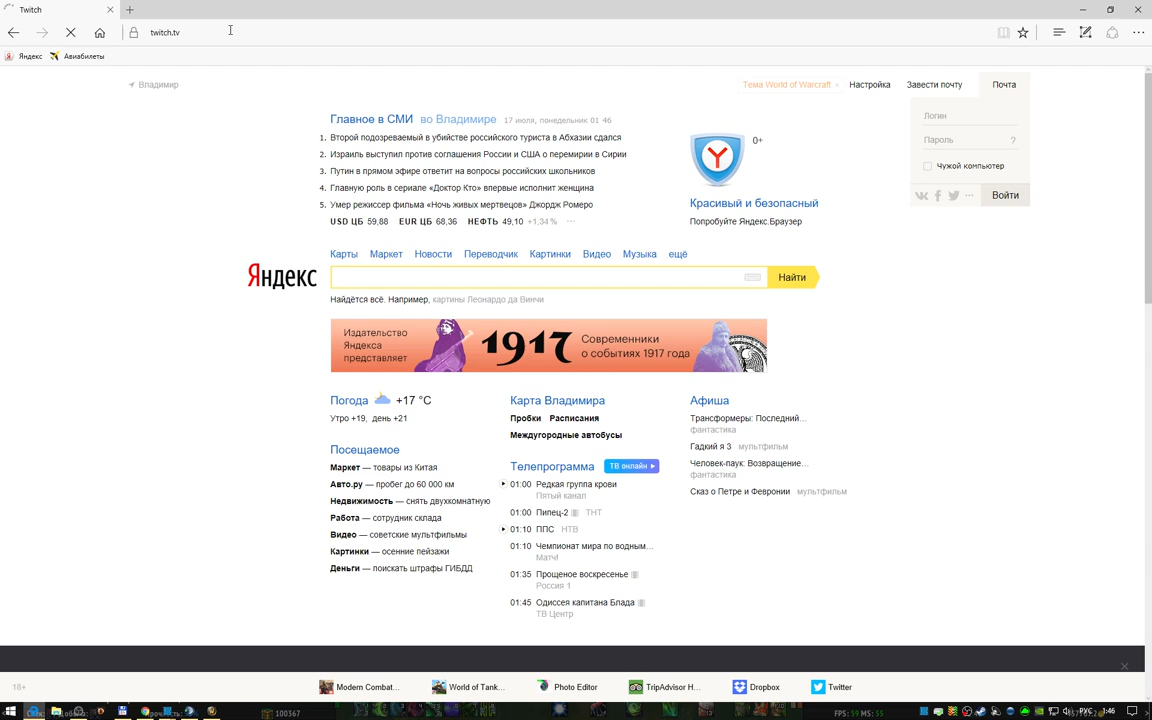 Twitch
twitch.tv
Яндекс
Авиабилеты
Владимир
Тема World of Warcraft
Настройка
Завести почту
Почта
Главное в СМИ во Владимире 17 июля, понедельник 01 46
1. Второй подозреваемый в убийстве российского туриста в Абхазии сдался
2. Израиль выступил против соглашения России и США о перемирии в Сирии
3. Путин в прямом эфире ответит на вопросы российских школьников
4. Главную роль в сериале «Доктор Кто» впервые исполнит женщина
5. Умер режиссер фильма «Ночь живых мертвецов» Джордж Ромеро
USD ЦБ 59,88 EUR ЦБ 68,36 НЕФТЬ 49,10 +1,34 % ...
0+
Красивый и безопасный
Попробуйте Яндекс.Браузер
Логин
Пароль ?
Чужой компьютер
Войти
Карты Маркет Новости Переводчик Картинки Видео Музыка ещё
Яндекс
Найти
Найдётся всё. Например, картины Леонардо да Винчи
Издательство
Яндекса
представляет
1917
Современники
о событиях 1917 года
Погода +17 °C
Утро +19, день +21
Посещаемое
Маркет — товары из Китая
Авто.ру — пробег до 60 000 км
Недвижимость — снять двухкомнатную
Работа — сотрудник склада
Видео — советские мультфильмы
Картинки — осенние пейзажи
Деньги — поискать штрафы ГИБДД
Карта Владимира
Пробки Расписания
Междугородные автобусы
Телепрограмма
ТВ онлайн
01:00 Редкая группа крови
Пятый канал
01:00 Пипец-2 ТНТ
01:10 ППС НТВ
01:10 Чемпионат мира по водным...
Матч!
01:35 Прощеное воскресенье
Россия 1
01:45 Одиссея капитана Блада
ТВ Центр
Афиша
Трансформеры: Последний...
фантастика
Гадкий я 3 мультфильм
Человек-паук: Возвращение...
фантастика
Сказ о Петре и Февронии мультфильм
18+
Modern Combat...
World of Tank...
Photo Editor
TripAdvisor H...
Dropbox
Twitter
100367
FPS: 59 MS: 55
РУС
1:46